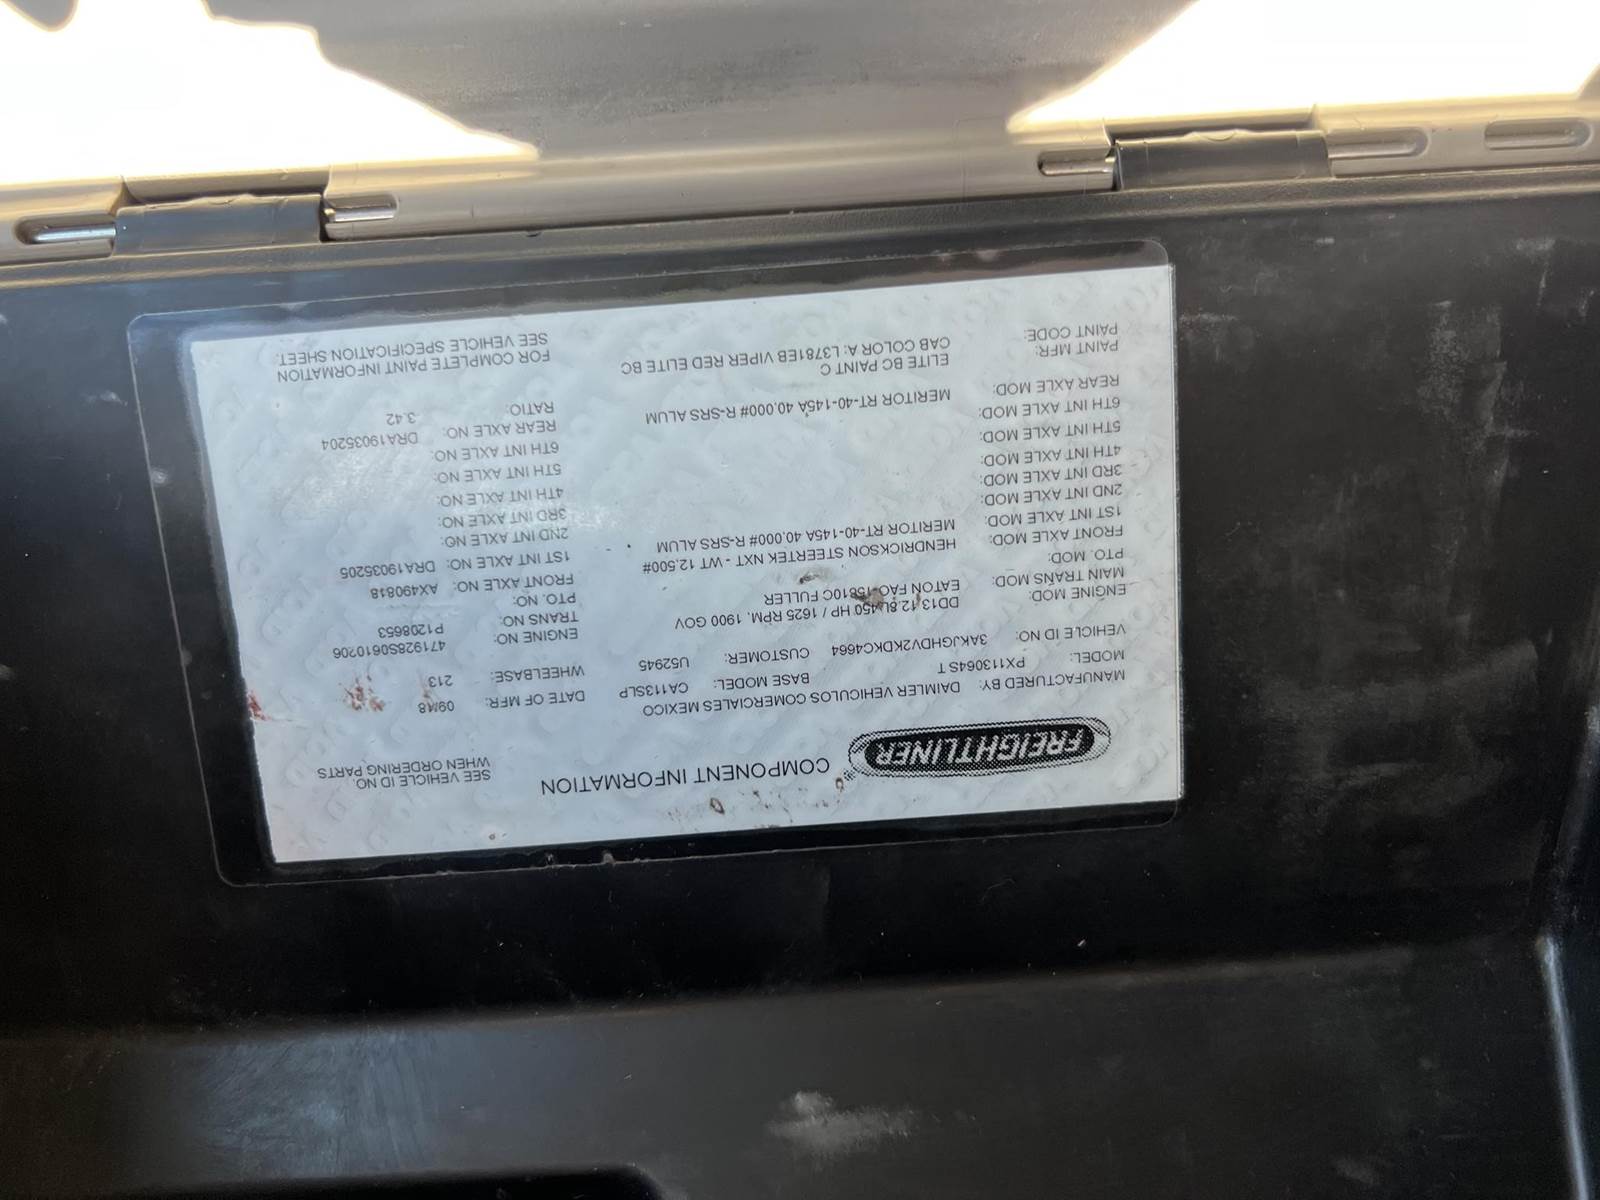 FREIGHTLINER® COMPONENT INFORMATION SEE VEHICLE ID NO. WHEN ORDERING PARTS
MANUFACTURED BY: DAIMLER VEHICULOS COMERCIALES MEXICO DATE OF MFR: 09/18
MODEL: PX113064S T BASE MODEL: CA113SLP WHEELBASE: 213
VEHICLE ID NO: 3AKJGHDV2KDKC4664 CUSTOMER: U52945
ENGINE MOD: DD13 12.8L 450 HP / 1625 RPM, 1900 GOV ENGINE NO: 471928S0610206
MAIN TRANS MOD: EATON FAO-15810C FULLER TRANS NO: P1208653
PTO. MOD: PTO. NO:
FRONT AXLE MOD: HENDRICKSON STEERTEK NXT - WT 12,500# FRONT AXLE NO: AX490818
1ST INT AXLE MOD: MERITOR RT-40-145A 40,000# R-SRS ALUM 1ST INT AXLE NO: DRA19035205
2ND INT AXLE MOD: 2ND INT AXLE NO:
3RD INT AXLE MOD: 3RD INT AXLE NO:
4TH INT AXLE MOD: 4TH INT AXLE NO:
5TH INT AXLE MOD: 5TH INT AXLE NO:
6TH INT AXLE MOD: 6TH INT AXLE NO:
REAR AXLE MOD: MERITOR RT-40-145A 40,000# R-SRS ALUM REAR AXLE NO: DRA19035204
RATIO: 3.42
PAINT MFR: ELITE BC PAINT C FOR COMPLETE PAINT INFORMATION
PAINT CODE: CAB COLOR A: L3781EB VIPER RED ELITE BC SEE VEHICLE SPECIFICATION SHEET.